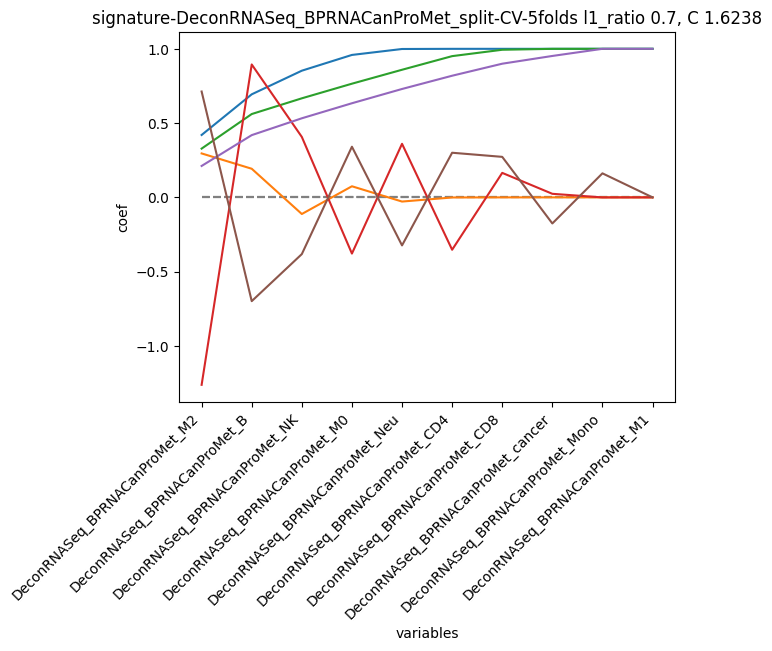 signature-DeconRNASeq_BPRNACanProMet_split-CV-5folds l1_ratio 0.7, C 1.6238
1.0
0.5
0.0
−0.5
−1.0
coef
DeconRNASeq_BPRNACanProMet_M2
DeconRNASeq_BPRNACanProMet_B
DeconRNASeq_BPRNACanProMet_NK
DeconRNASeq_BPRNACanProMet_M0
DeconRNASeq_BPRNACanProMet_Neu
DeconRNASeq_BPRNACanProMet_CD4
DeconRNASeq_BPRNACanProMet_CD8
DeconRNASeq_BPRNACanProMet_cancer
DeconRNASeq_BPRNACanProMet_Mono
DeconRNASeq_BPRNACanProMet_M1
variables